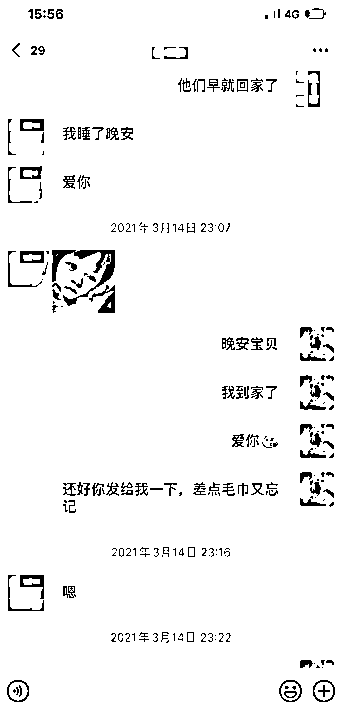 15:56
4G
29
他们早就回家了
我睡了晚安
爱你
2021年3月14日 23:07
晚安宝贝
我到家了
爱你
还好你发给我一下，差点毛巾又忘
记
2021年3月14日 23:16
嗯
2021年3月14日 23:22